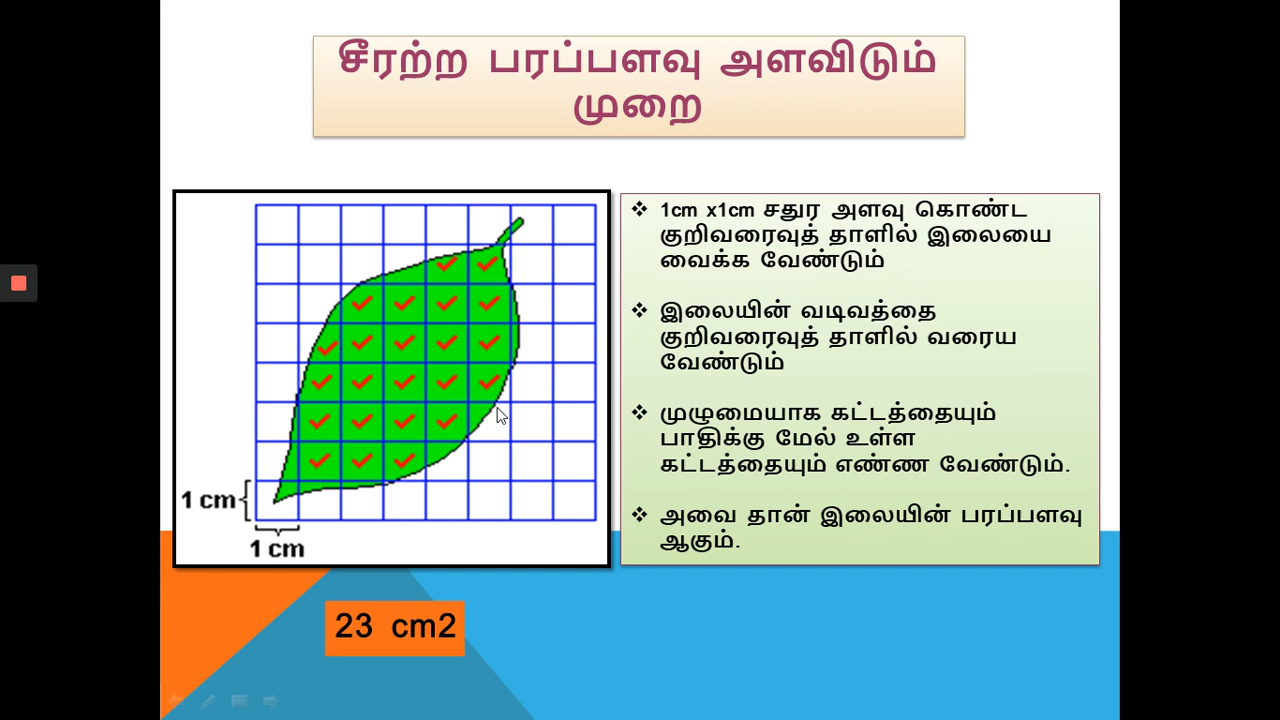 சீரற்ற பரப்பளவு அளவிடும்
முறை
❖ 1cm x1cm சதுர அளவு கொண்ட
குறிவரைவுத் தாளில் இலையை
வைக்க வேண்டும்
❖ இலையின் வடிவத்தை
குறிவரைவுத் தாளில் வரைய
வேண்டும்
❖ முழுமையாக கட்டத்தையும்
பாதிக்கு மேல் உள்ள
கட்டத்தையும் எண்ண வேண்டும்.
❖ அவை தான் இலையின் பரப்பளவு
ஆகும்.
1 cm
1 cm
23 cm2